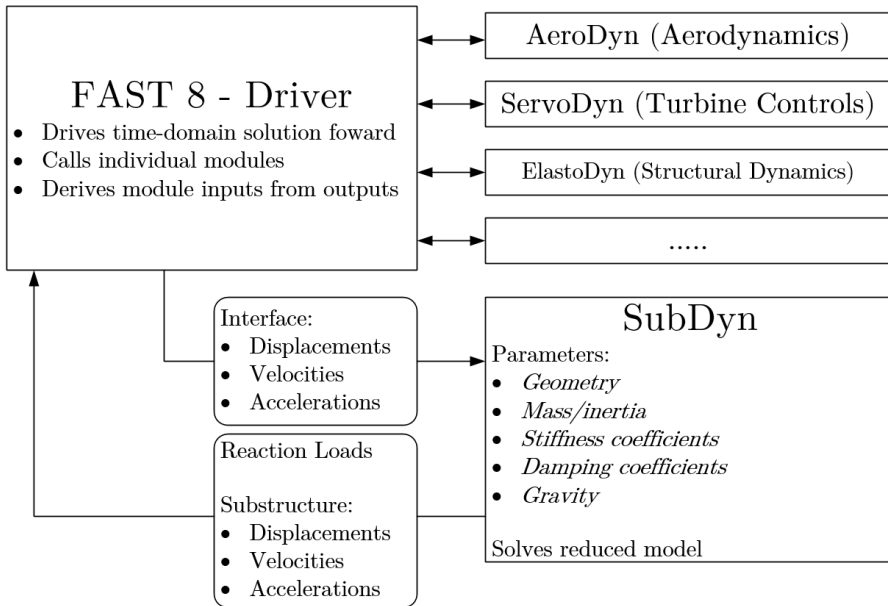 FAST 8 - Driver
• Drives time-domain solution foward
• Calls individual modules
• Derives module inputs from outputs
AeroDyn (Aerodynamics)
ServoDyn (Turbine Controls)
ElastoDyn (Structural Dynamics)
.....
Interface:
• Displacements
• Velocities
• Accelerations
Reaction Loads
Substructure:
• Displacements
• Velocities
• Accelerations
SubDyn
Parameters:
• Geometry
• Mass/inertia
• Stiffness coefficients
• Damping coefficients
• Gravity
Solves reduced model